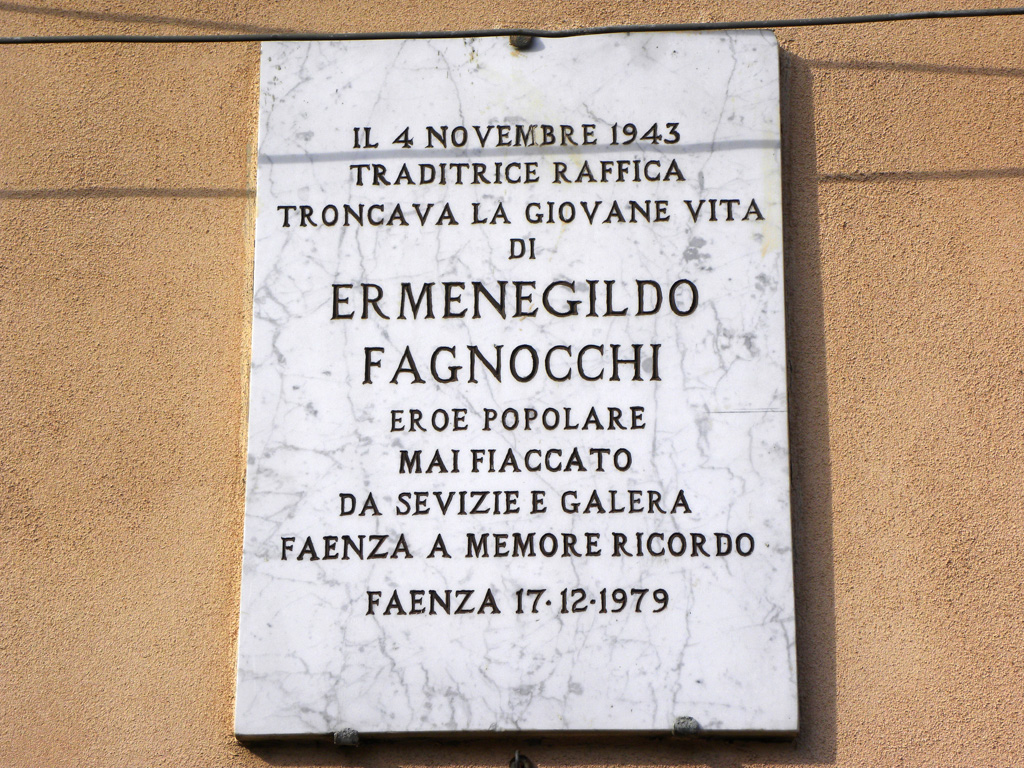 IL 4 NOVEMBRE 1943
TRADITRICE RAFFICA
TRONCAVA LA GIOVANE VITA
DI
ERMENEGILDO
FAGNOCCHI
EROE POPOLARE
MAI FIACCATO
DA SEVIZIE E GALERA
FAENZA A MEMORE RICORDO
FAENZA 17·12·1979